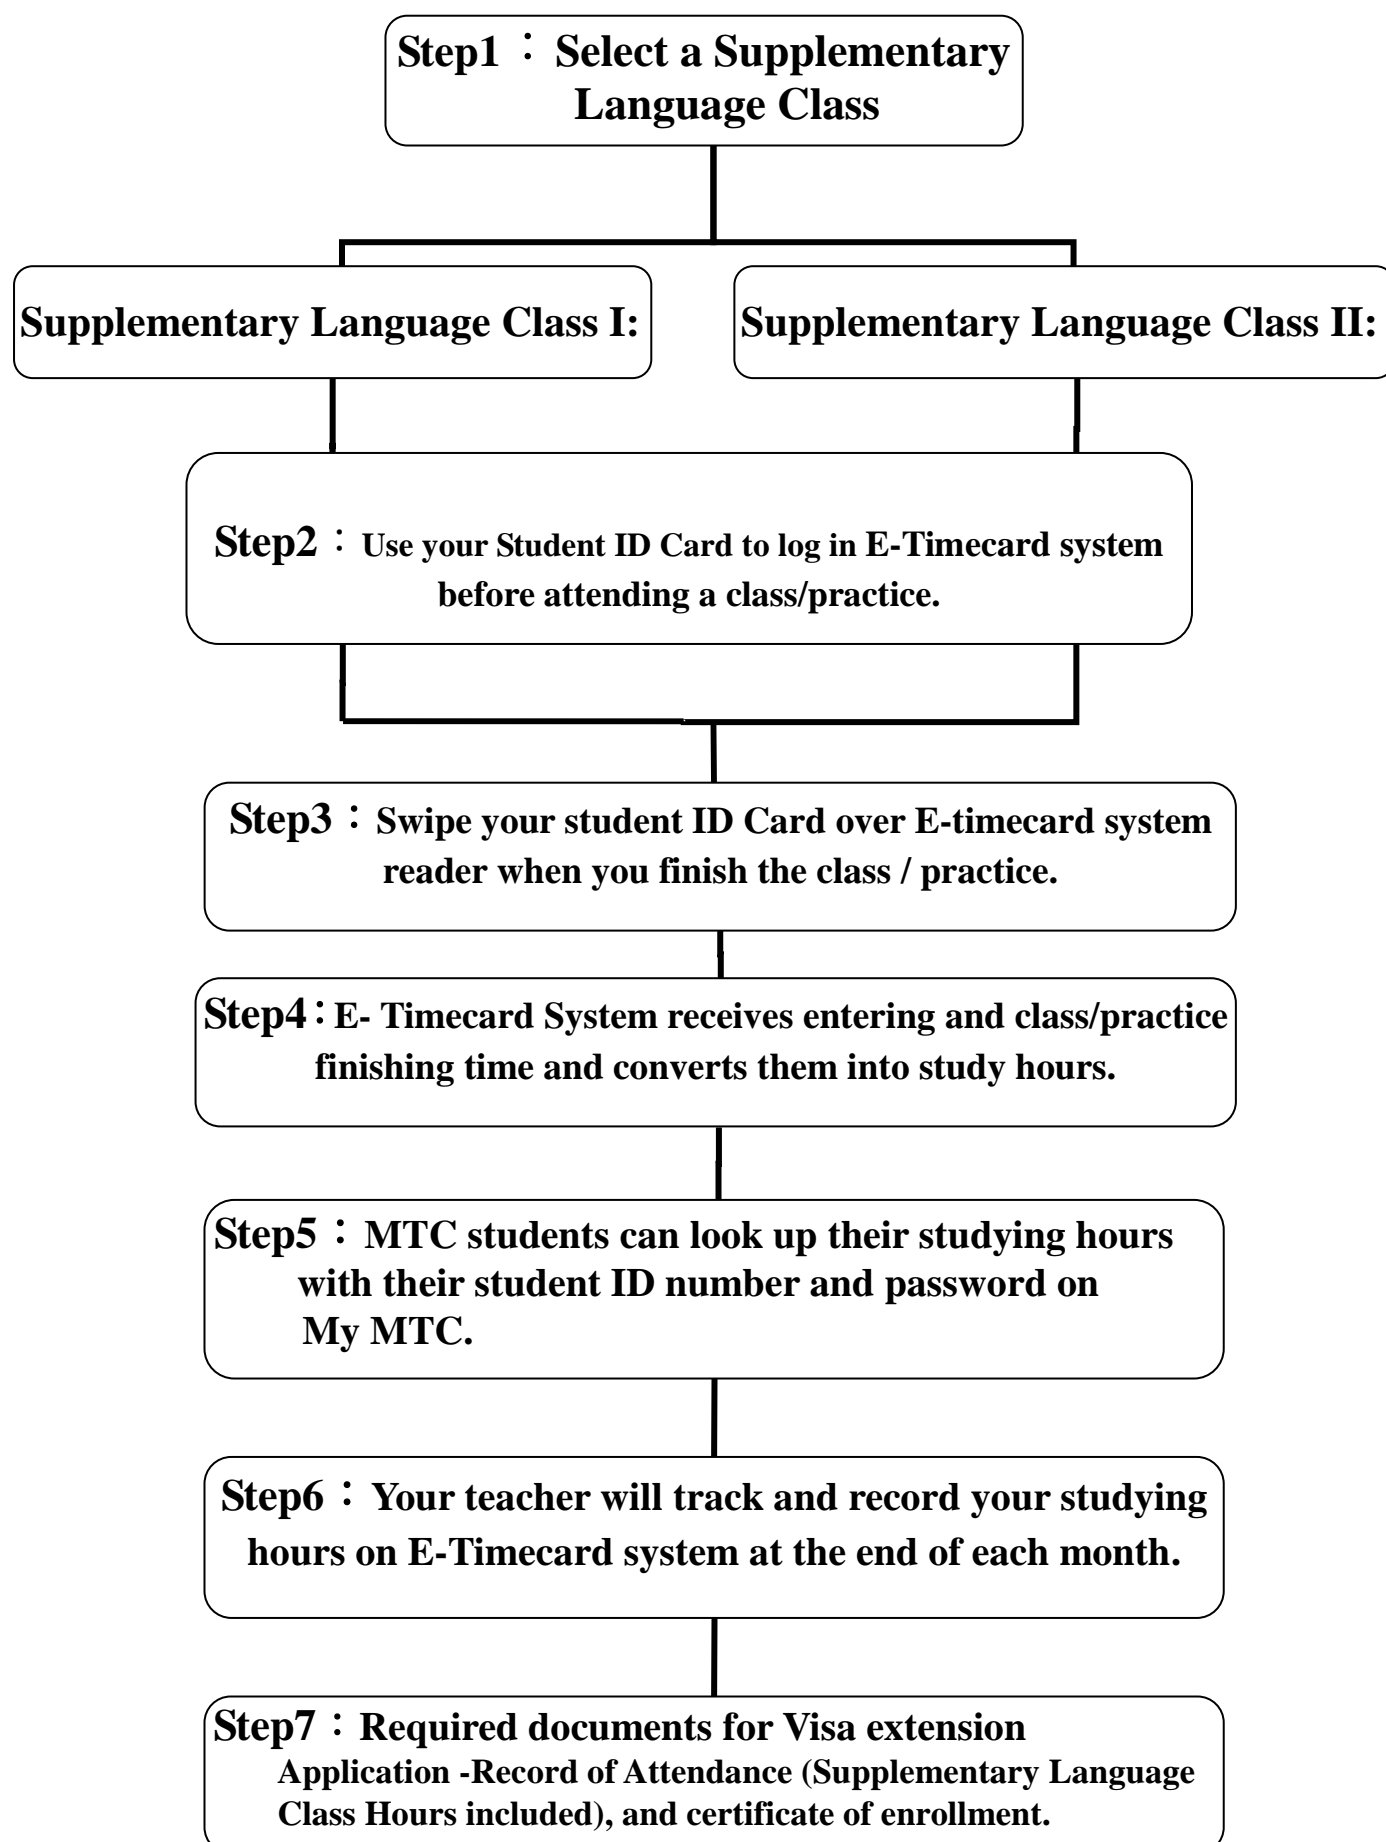 Step1：Select a Supplementary
Language Class
Supplementary Language Class I:
Supplementary Language Class II:
Step2：Use your Student ID Card to log in E-Timecard system
before attending a class/practice.
Step3：Swipe your student ID Card over E-timecard system
reader when you finish the class / practice.
Step4：E- Timecard System receives entering and class/practice
finishing time and converts them into study hours.
Step5：MTC students can look up their studying hours
with their student ID number and password on
My MTC.
Step6：Your teacher will track and record your studying
hours on E-Timecard system at the end of each month.
Step7：Required documents for Visa extension
Application -Record of Attendance (Supplementary Language
Class Hours included), and certificate of enrollment.